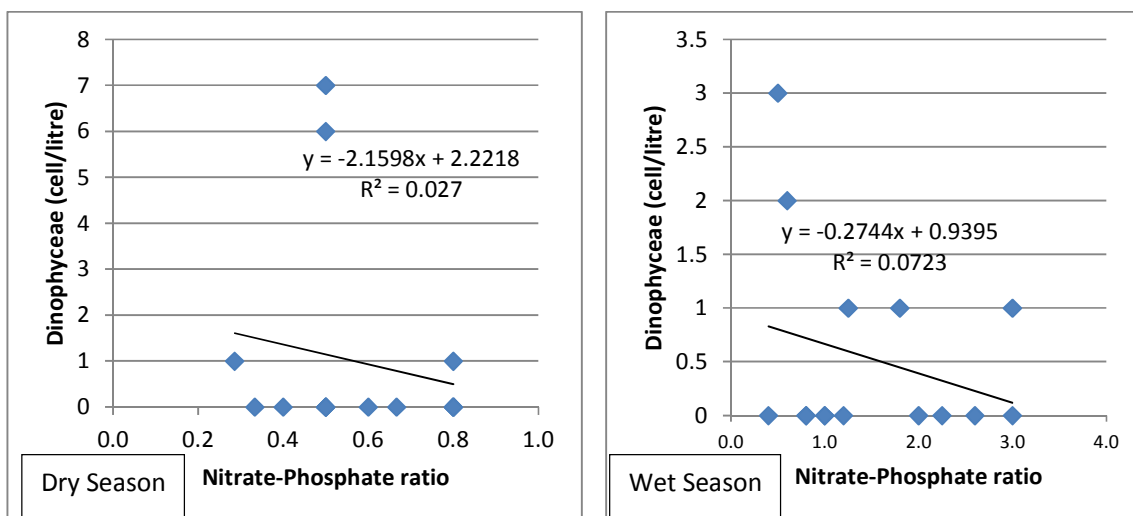 8
7
6
5
4
3
2
1
0
Dinophyceae (cell/litre)
y = -2.1598x + 2.2218
R² = 0.027
0.0 0.2 0.4 0.6 0.8 1.0
Nitrate-Phosphate ratio
Dry Season
3.5
3
2.5
2
1.5
1
0.5
0
Dinophyceae (cell/litre)
y = -0.2744x + 0.9395
R² = 0.0723
0.0 1.0 2.0 3.0 4.0
Nitrate-Phosphate ratio
Wet Season